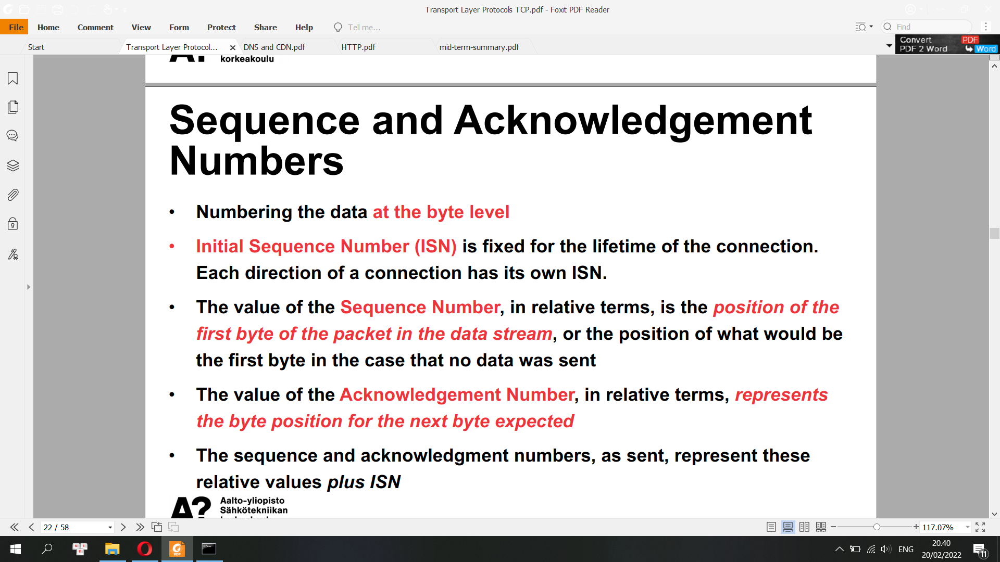 Transport Layer Protocols TCP.pdf - Foxit PDF Reader
File Home Comment View Form Protect Share Help Tell me... Find
Start Transport Layer Protocol... DNS and CDN.pdf HTTP.pdf mid-term-summary.pdf
Convert PDF
PDF 2 Word Word
korkeakoulu
Sequence and Acknowledgement
Numbers
• Numbering the data at the byte level
• Initial Sequence Number (ISN) is fixed for the lifetime of the connection.
Each direction of a connection has its own ISN.
• The value of the Sequence Number, in relative terms, is the position of the
first byte of the packet in the data stream, or the position of what would be
the first byte in the case that no data was sent
• The value of the Acknowledgement Number, in relative terms, represents
the byte position for the next byte expected
• The sequence and acknowledgment numbers, as sent, represent these
relative values plus ISN
A? Aalto-yliopisto
Sähkötekniikan
korkeakoulu
22 / 58 117.07%
ENG 20.40
20/02/2022 11